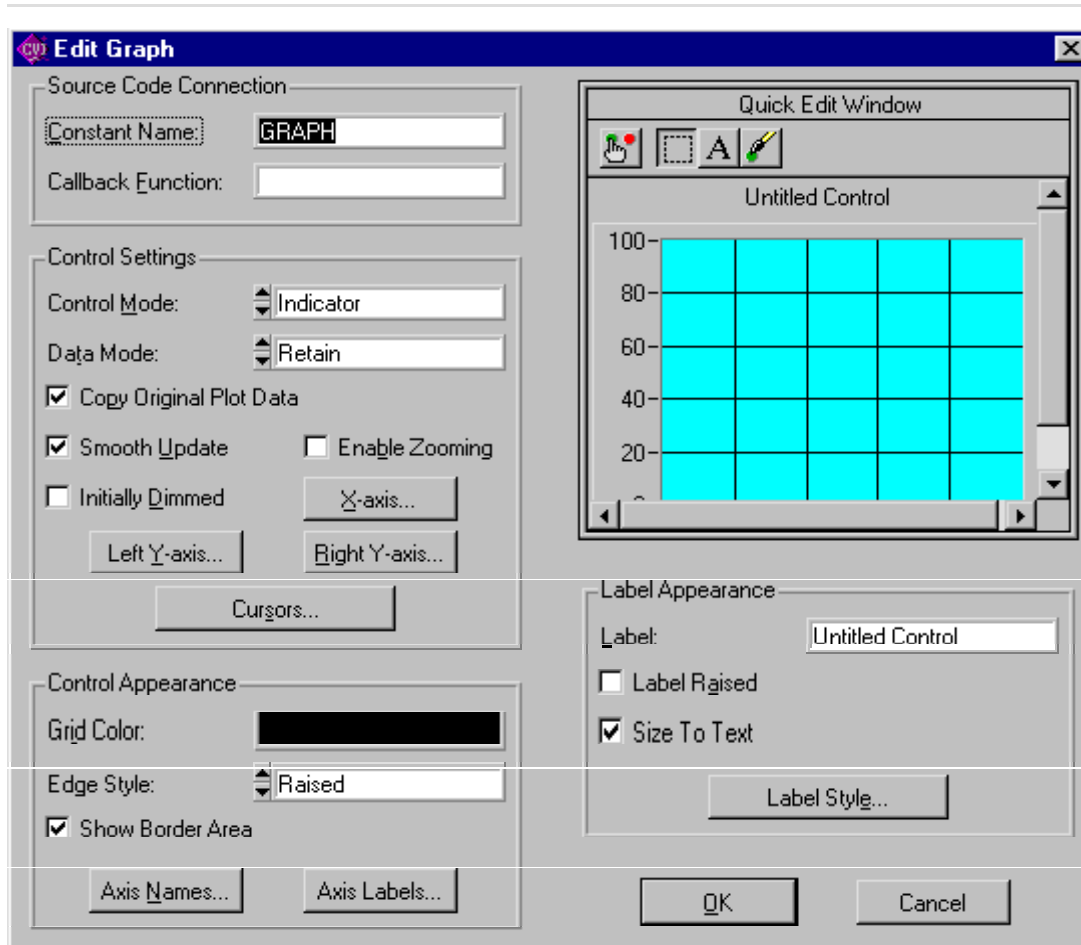 CVI Edit Graph
Source Code Connection
Constant Name: GRAPH
Callback Function:
Control Settings
Control Mode: Indicator
Data Mode: Retain
Copy Original Plot Data
Smooth Update Enable Zooming
Initially Dimmed X-axis...
Left Y-axis... Right Y-axis...
Cursors...
Control Appearance
Grid Color:
Edge Style: Raised
Show Border Area
Axis Names... Axis Labels...
Quick Edit Window
A
Untitled Control
100
80
60
40
20
Label Appearance
Label: Untitled Control
Label Raised
Size To Text
Label Style...
OK Cancel